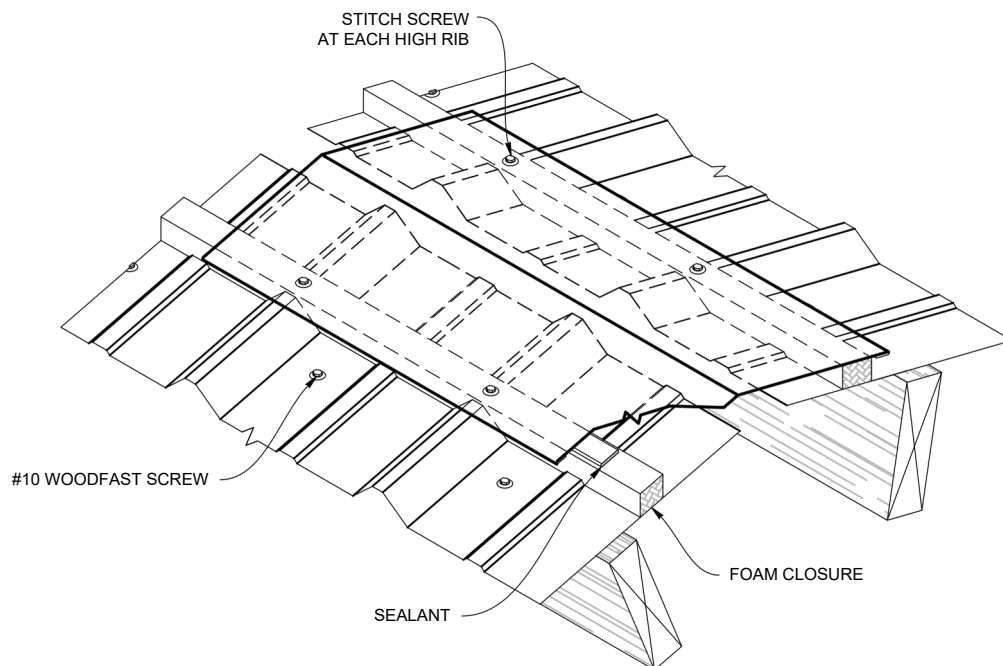 STITCH SCREW
AT EACH HIGH RIB
#10 WOODFAST SCREW
FOAM CLOSURE
SEALANT